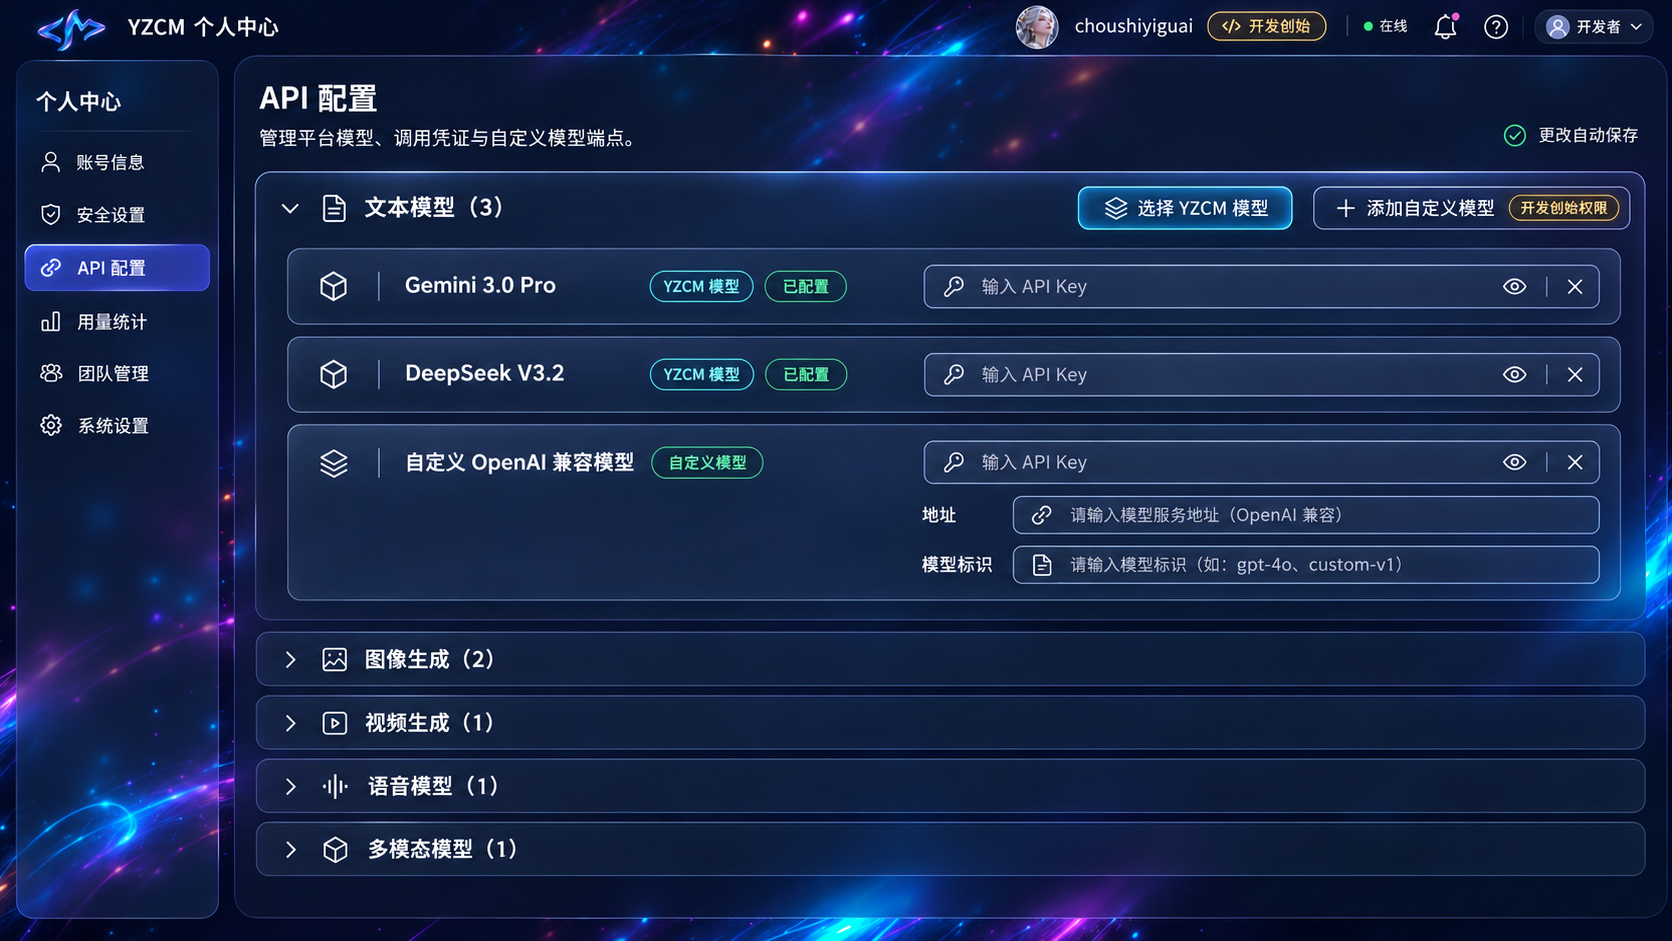 YZCM 个人中心
choushiyiguai
</> 开发创始
在线
开发者
个人中心
账号信息
安全设置
API 配置
用量统计
团队管理
系统设置
API 配置
管理平台模型、调用凭证与自定义模型端点。
更改自动保存
文本模型（3）
选择 YZCM 模型
添加自定义模型
开发创始权限
Gemini 3.0 Pro
YZCM 模型
已配置
输入 API Key
DeepSeek V3.2
YZCM 模型
已配置
输入 API Key
自定义 OpenAI 兼容模型
自定义模型
输入 API Key
地址
请输入模型服务地址（OpenAI 兼容）
模型标识
请输入模型标识（如：gpt-4o、custom-v1）
图像生成（2）
视频生成（1）
语音模型（1）
多模态模型（1）